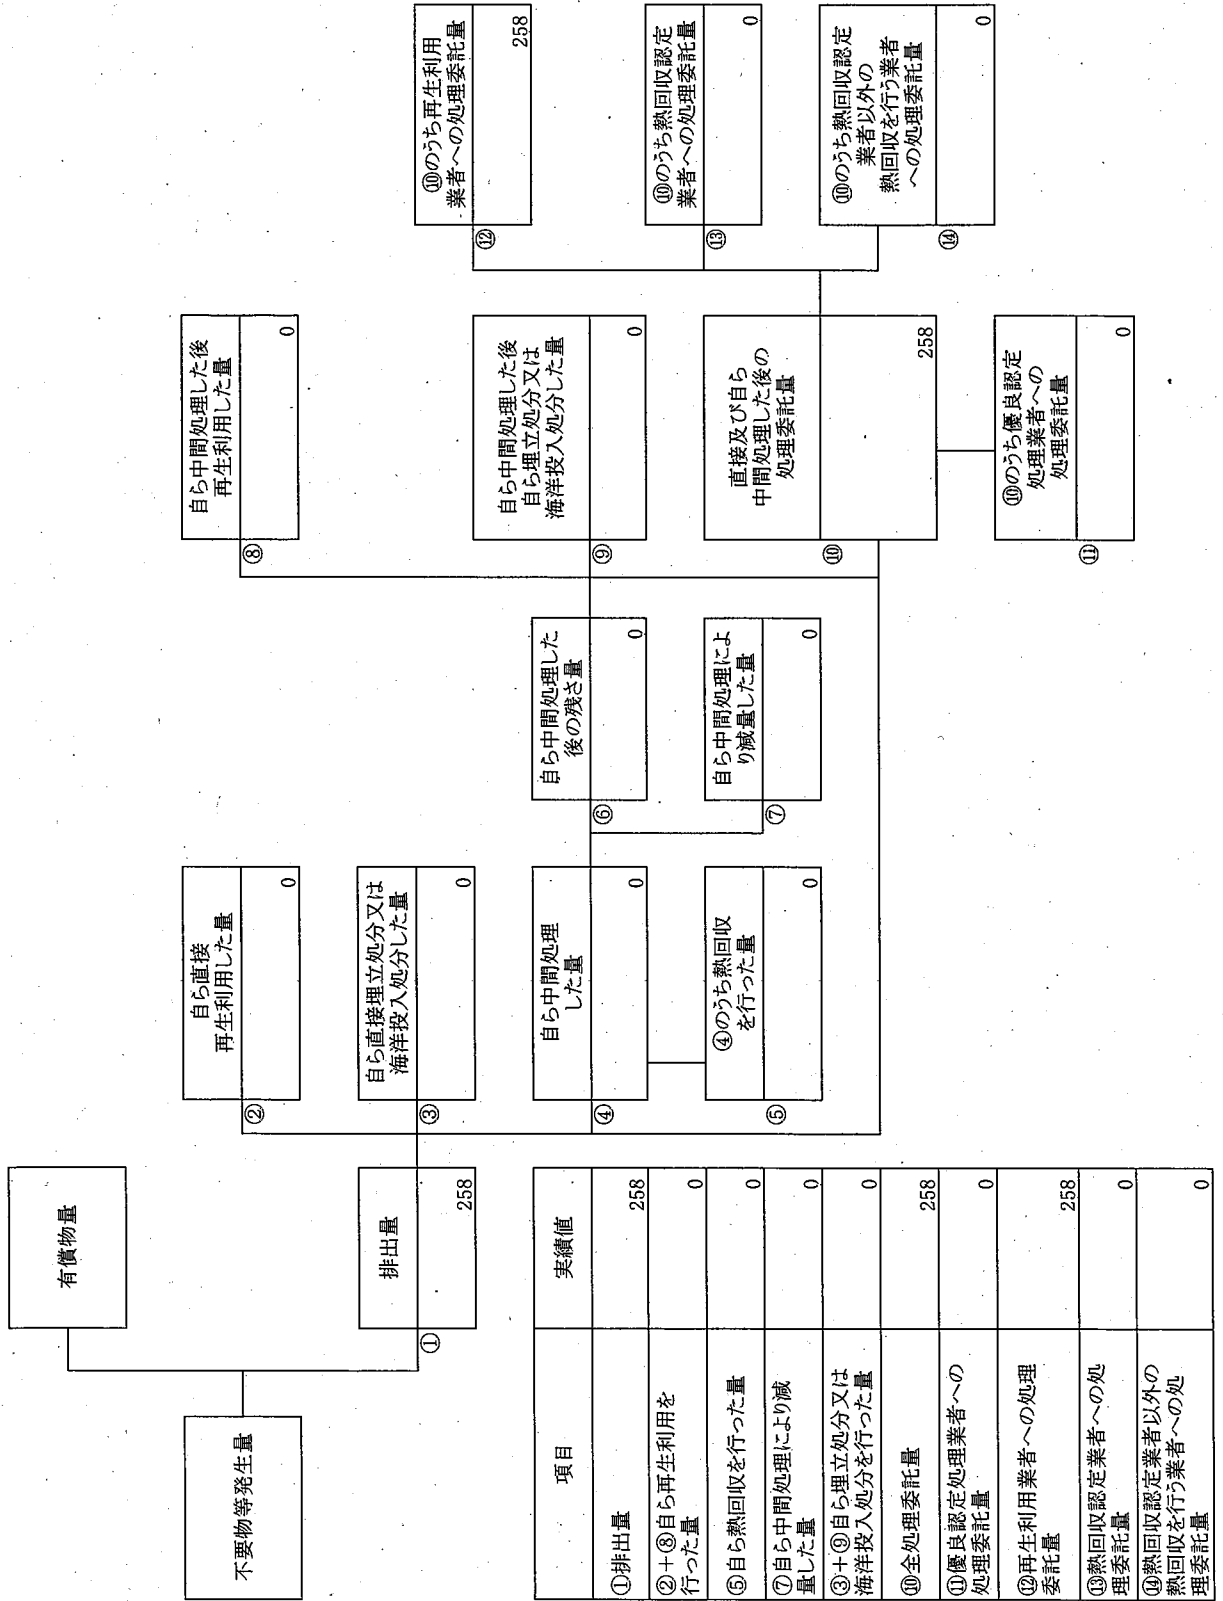 不要物等発生量
有償物量
①
排出量
258
②
自ら直接
再生利用した量
0
③
自ら直接埋立処分又は
海洋投入処分した量
0
④
自ら中間処理
した量
0
⑤
④のうち熱回収
を行った量
0
⑥
自ら中間処理した
後の残さ量
0
⑦
自ら中間処理によ
り減量した量
0
⑧
自ら中間処理した後
再生利用した量
0
⑨
自ら中間処理した後
自ら埋立処分又は
海洋投入処分した量
0
⑩
直接及び自ら
中間処理した後の
処理委託量
258
⑪
⑩のうち優良認定
処理業者への
処理委託量
0
⑫
⑩のうち再生利用
業者への処理委託量
258
⑬
⑩のうち熱回収認定
業者への処理委託量
0
⑭
⑩のうち熱回収認定
業者以外の
熱回収を行う業者
への処理委託量
0
項目
実績値
①排出量
258
②+⑧自ら再生利用を
行った量
0
⑤自ら熱回収を行った量
0
⑦自ら中間処理により減
量した量
0
③+⑨自ら埋立処分又は
海洋投入処分を行った量
0
⑩全処理委託量
258
⑪優良認定処理業者への
処理委託量
0
⑫再生利用業者への処理
委託量
258
⑬熱回収認定業者への処
理委託量
0
⑭熱回収認定業者以外の
熱回収を行う業者への処
理委託量
0